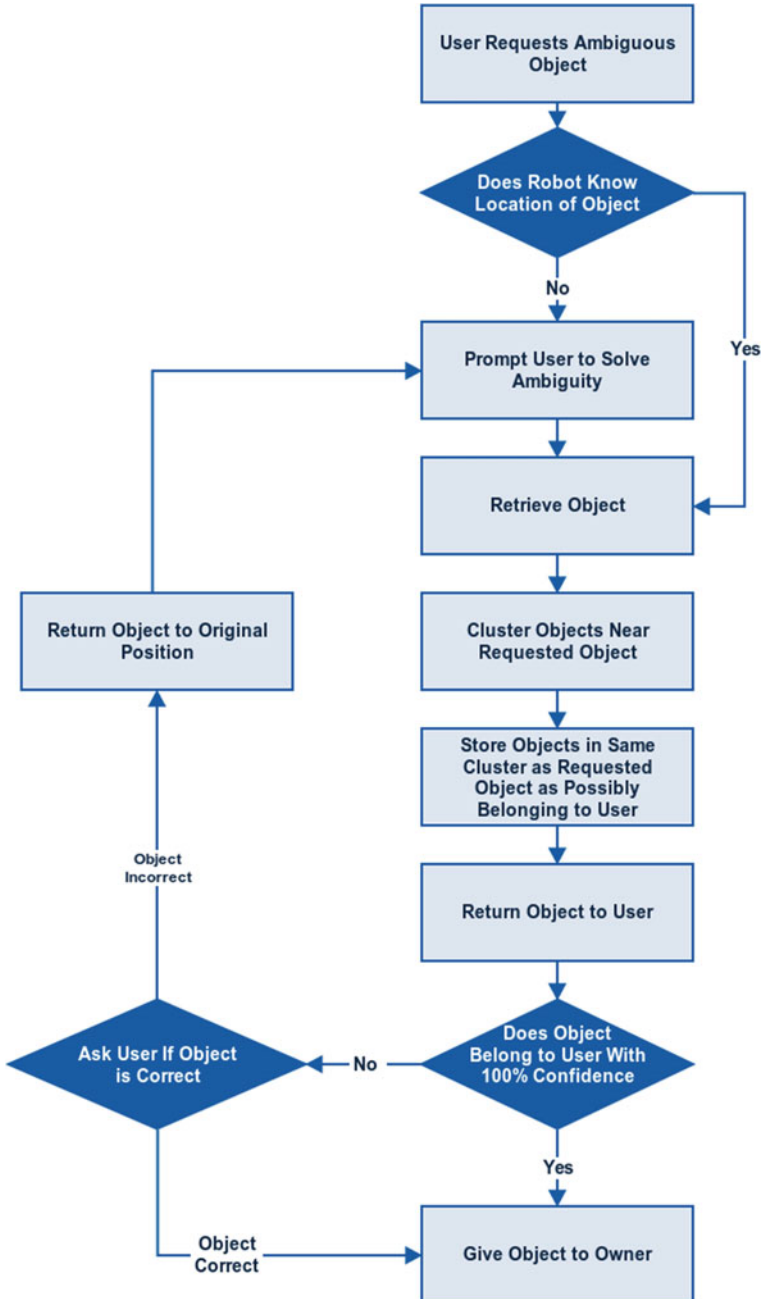 User Requests Ambiguous
Object
Does Robot Know
Location of Object
No
Yes
Prompt User to Solve
Ambiguity
Retrieve Object
Return Object to Original
Position
Cluster Objects Near
Requested Object
Store Objects in Same
Cluster as Requested
Object as Possibly
Belonging to User
Object
Incorrect
Return Object to User
Ask User If Object
is Correct
No
Does Object
Belong to User With
100% Confidence
Yes
Object
Correct
Give Object to Owner